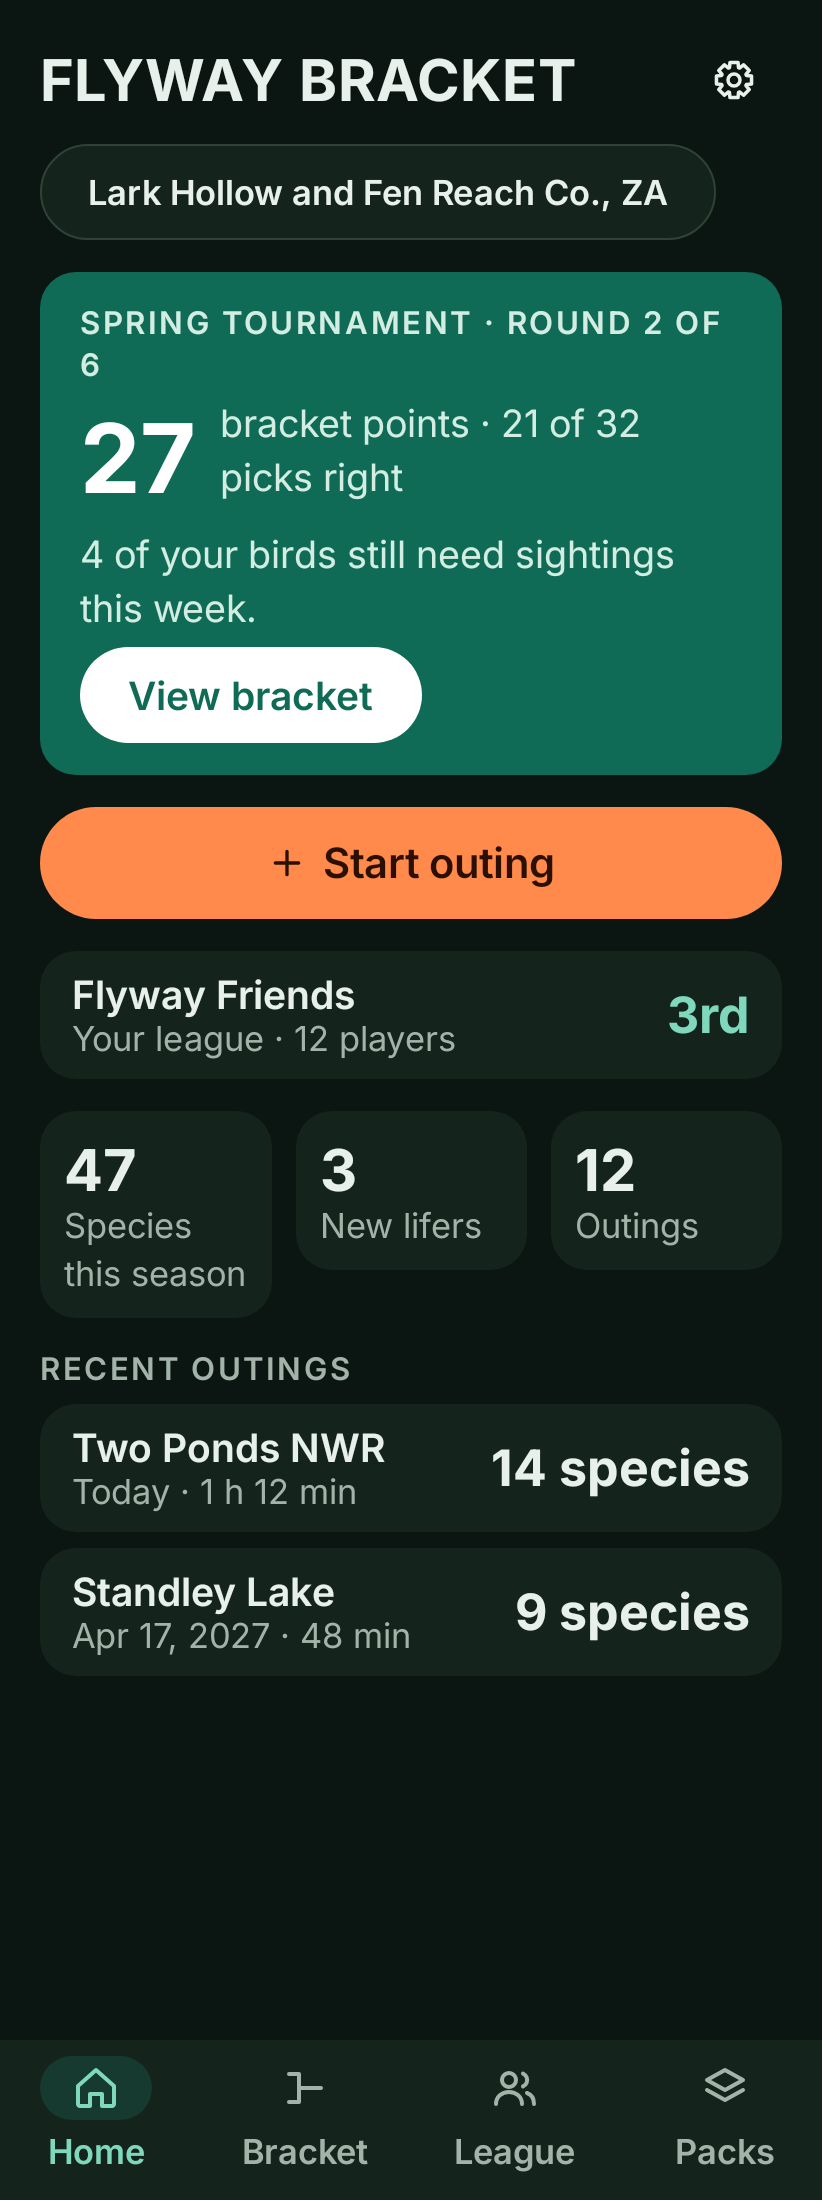 FLYWAY BRACKET
Lark Hollow and Fen Reach Co., ZA
SPRING TOURNAMENT · ROUND 2 OF
6
27
bracket points · 21 of 32
picks right
4 of your birds still need sightings
this week.
View bracket
+ Start outing
Flyway Friends
Your league · 12 players
3rd
47
Species
this season
3
New lifers
12
Outings
RECENT OUTINGS
Two Ponds NWR
Today · 1 h 12 min
14 species
Standley Lake
Apr 17, 2027 · 48 min
9 species
Home
Bracket
League
Packs